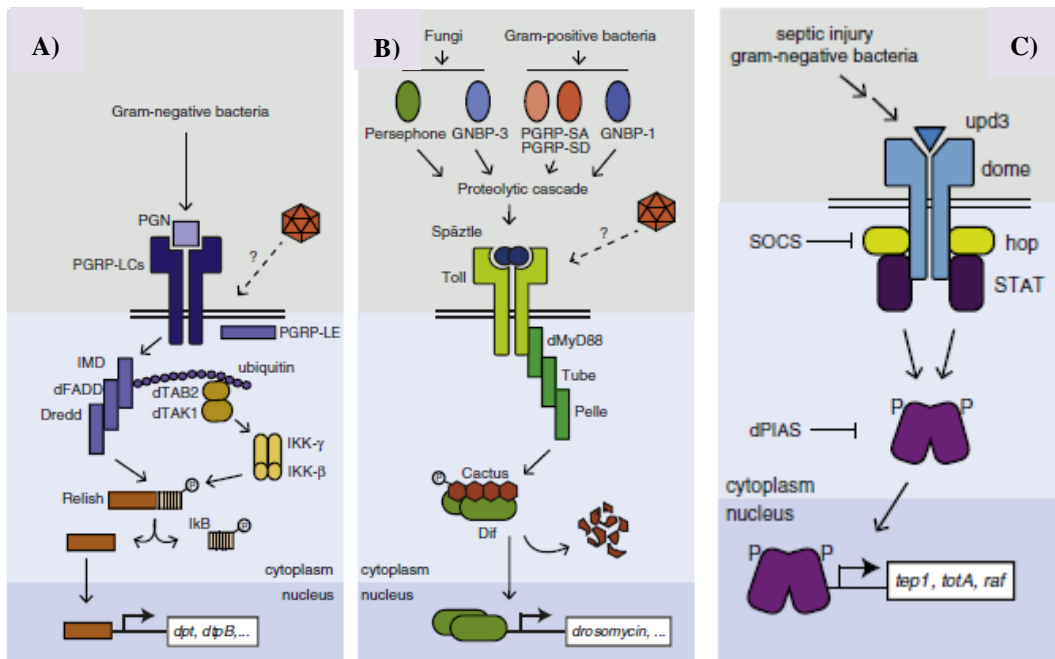 A)
Gram-negative bacteria
PGN
PGRP-LCs
?
PGRP-LE
IMD
ubiquitin
dFADD
dTAB2
Dredd
dTAK1
IKK-γ
IKK-β
P
Relish
IkB
P
cytoplasm
nucleus
dpt, dtpB,...
B)
Fungi
Gram-positive bacteria
Persephone
GNBP-3
PGRP-SA
PGRP-SD
GNBP-1
Proteolytic cascade
Späztle
?
Toll
dMyD88
Tube
Pelle
Cactus
P
Dif
cytoplasm
nucleus
drosomycin, ...
C)
septic injury
gram-negative bacteria
upd3
dome
SOCS
hop
STAT
P P
dPIAS
cytoplasm
nucleus
P P
tep1, totA, raf